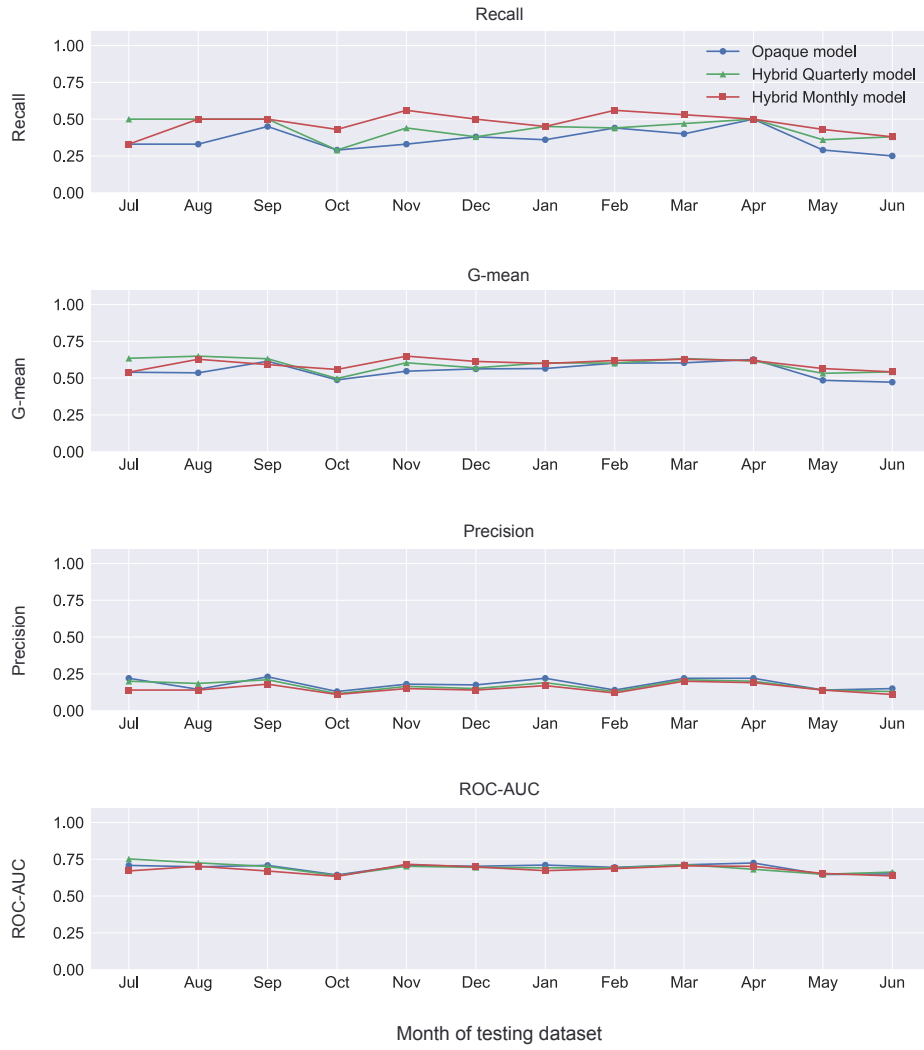 Recall
Recall
1.00
0.75
0.50
0.25
0.00
Opaque model
Hybrid Quarterly model
Hybrid Monthly model
Jul Aug Sep Oct Nov Dec Jan Feb Mar Apr May Jun
G-mean
G-mean
1.00
0.75
0.50
0.25
0.00
Jul Aug Sep Oct Nov Dec Jan Feb Mar Apr May Jun
Precision
Precision
1.00
0.75
0.50
0.25
0.00
Jul Aug Sep Oct Nov Dec Jan Feb Mar Apr May Jun
ROC-AUC
ROC-AUC
1.00
0.75
0.50
0.25
0.00
Jul Aug Sep Oct Nov Dec Jan Feb Mar Apr May Jun
Month of testing dataset